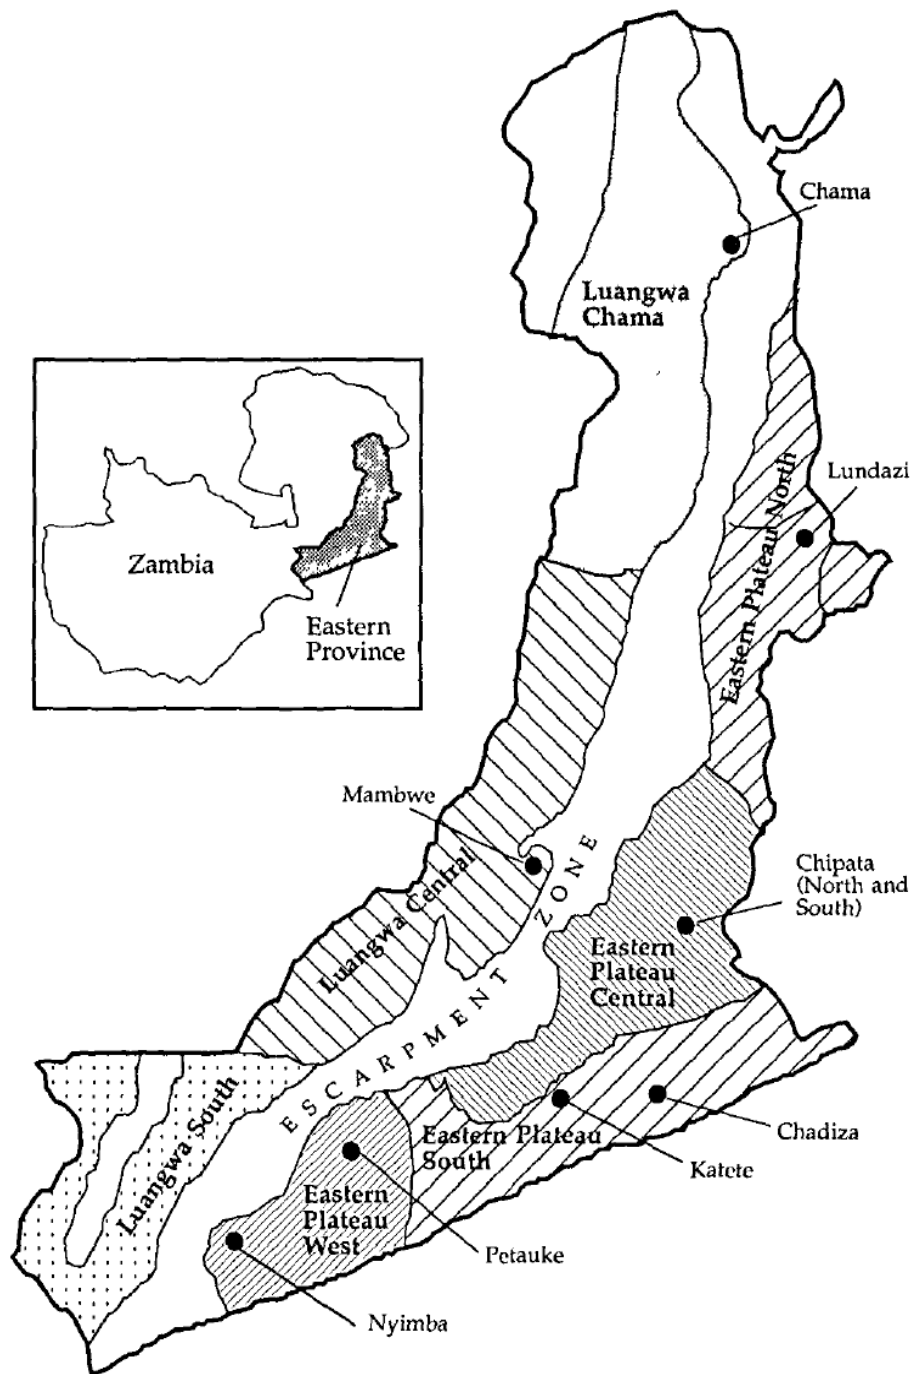 Chama
Luangwa
Chama
Lundazi
Eastern Plateau North
Zambia
Eastern
Province
Mambwe
Luangwa Central
ESCARPMENT ZONE
Chipata
(North and
South)
Eastern
Plateau
Central
Luangwa South
Eastern Plateau
South
Chadiza
Katete
Eastern
Plateau
West
Petauke
Nyimba